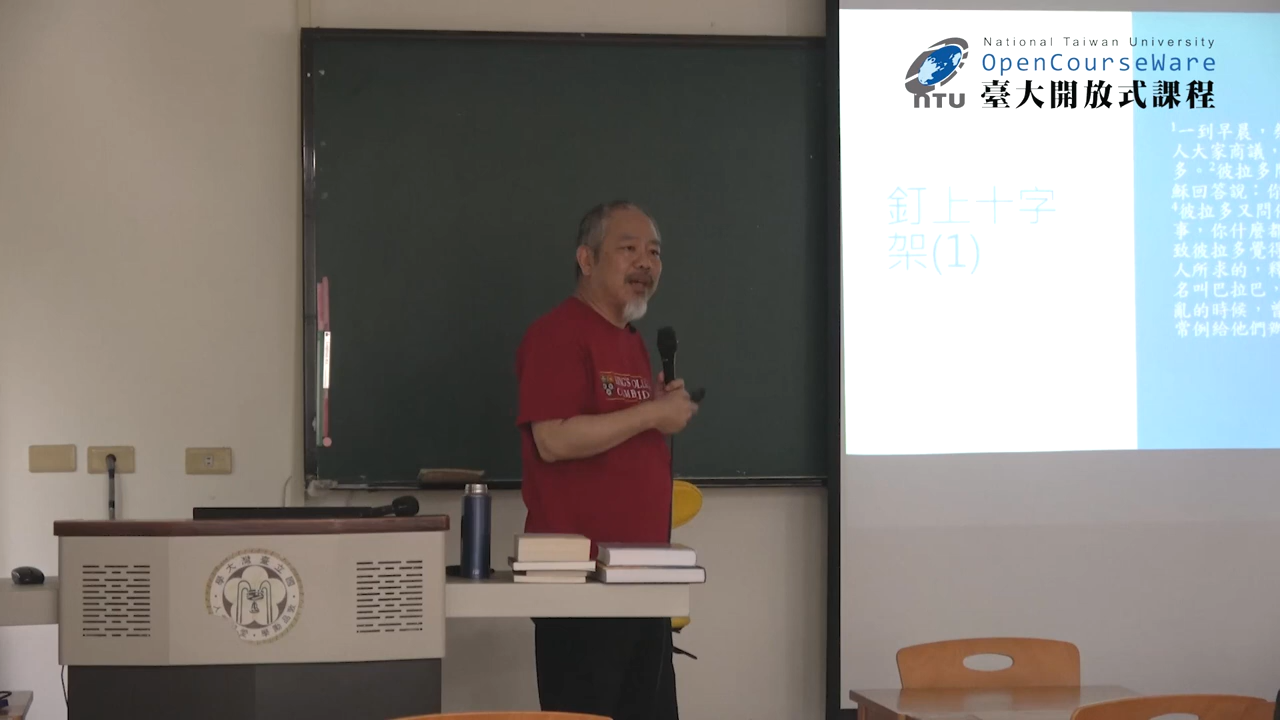 National Taiwan University
OpenCourseWare
NTU
臺大開放式課程
釘上十字
架(1)
1一到早晨,
人大家商議,
多。2彼拉多
穌回答說:你
4彼拉多又問
事,你什麼都
致彼拉多覺得
人所求的,
名叫巴拉巴,
亂的時候,
常例給他們